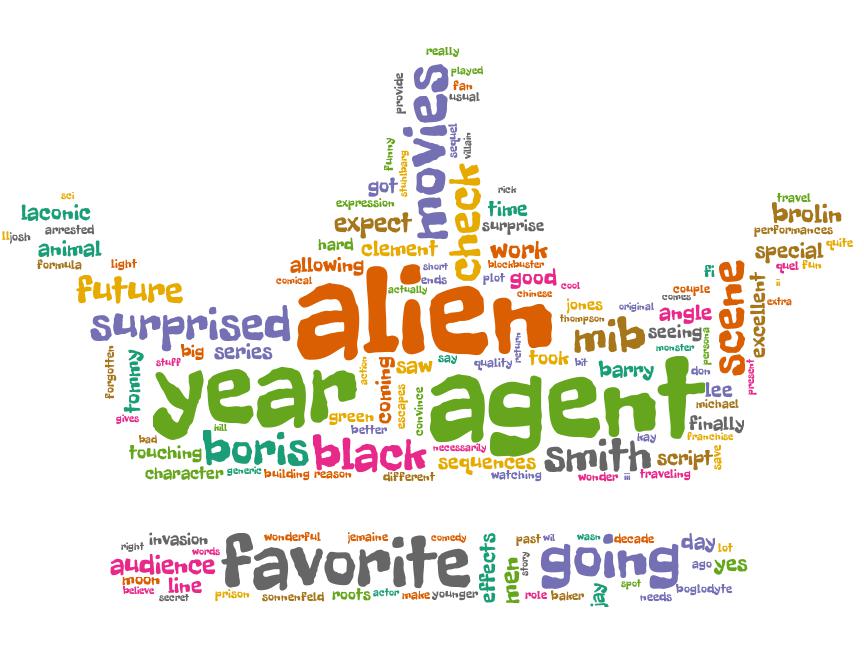 really
played
fan
usual
provide
movies
sequel
villain
funny
stuhlbarg
got
check
rick
expression
time
expect
surprise
sci
laconic
arrested
josh
animal
formula
light
travel
brolin
performances
special
quite
quel
fun
hard
clement
work
allowing
short
blockbuster
comical
ends
plot
good
cool
actually
chinese
future
alien
surprised
fi
couple
scene
excellent
ii
extra
comes
jones
original
angle
thompson
mib
seeing
persona
monster
forgotten
tommy
stuff
big
series
action
coming
saw
say
quality
return
took
bit
barry
don
present
lee
michael
year
agent
gives
kill
green
escapes
convince
better
finally
kay
franchise
bad
touching
boris
black
necessarily
smith
script
save
character
generic
building
reason
different
sequences
watching
wonder
iii
traveling
right
invasion
words
wonderful
jemaine
comedy
audience
favorite
effects
men
story
past
wil
wasn
decade
day
lot
going
moon
line
believe
secret
prison
sonnenfeld
roots
actor
make
younger
role
baker
jay
spot
needs
ago
yes
boglodyte